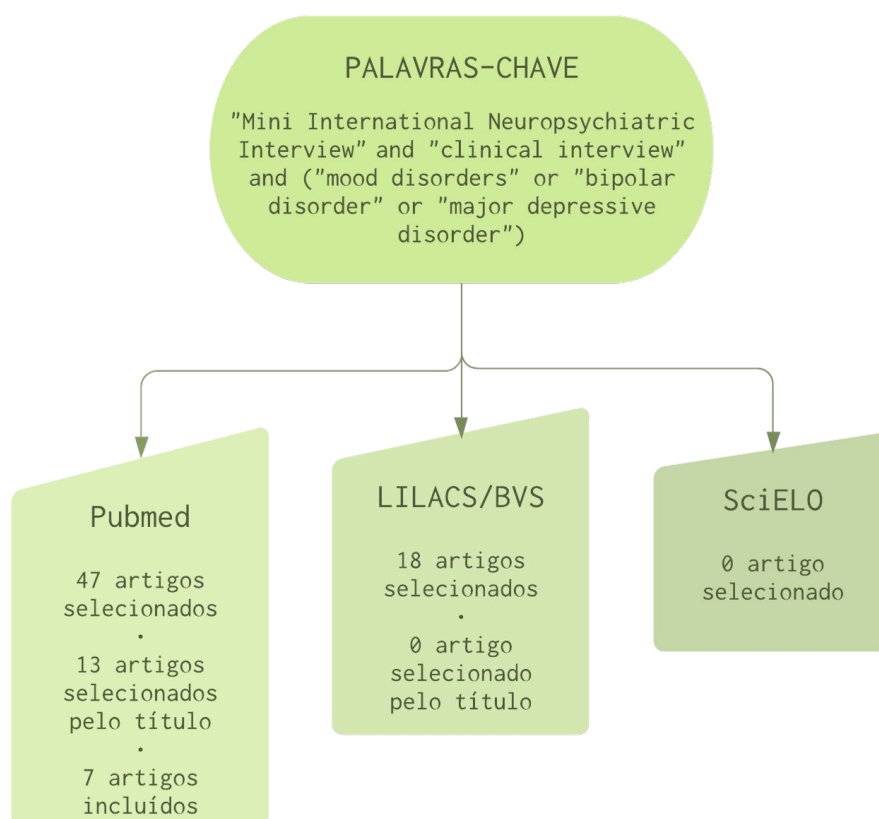 PALAVRAS-CHAVE
"Mini International Neuropsychiatric
Interview" and "clinical interview"
and ("mood disorders" or "bipolar
disorder" or "major depressive
disorder")
Pubmed
47 artigos
selecionados
·
13 artigos
selecionados
pelo título
·
7 artigos
incluídos
LILACS/BVS
18 artigos
selecionados
·
0 artigo
selecionado
pelo título
SciELO
0 artigo
selecionado